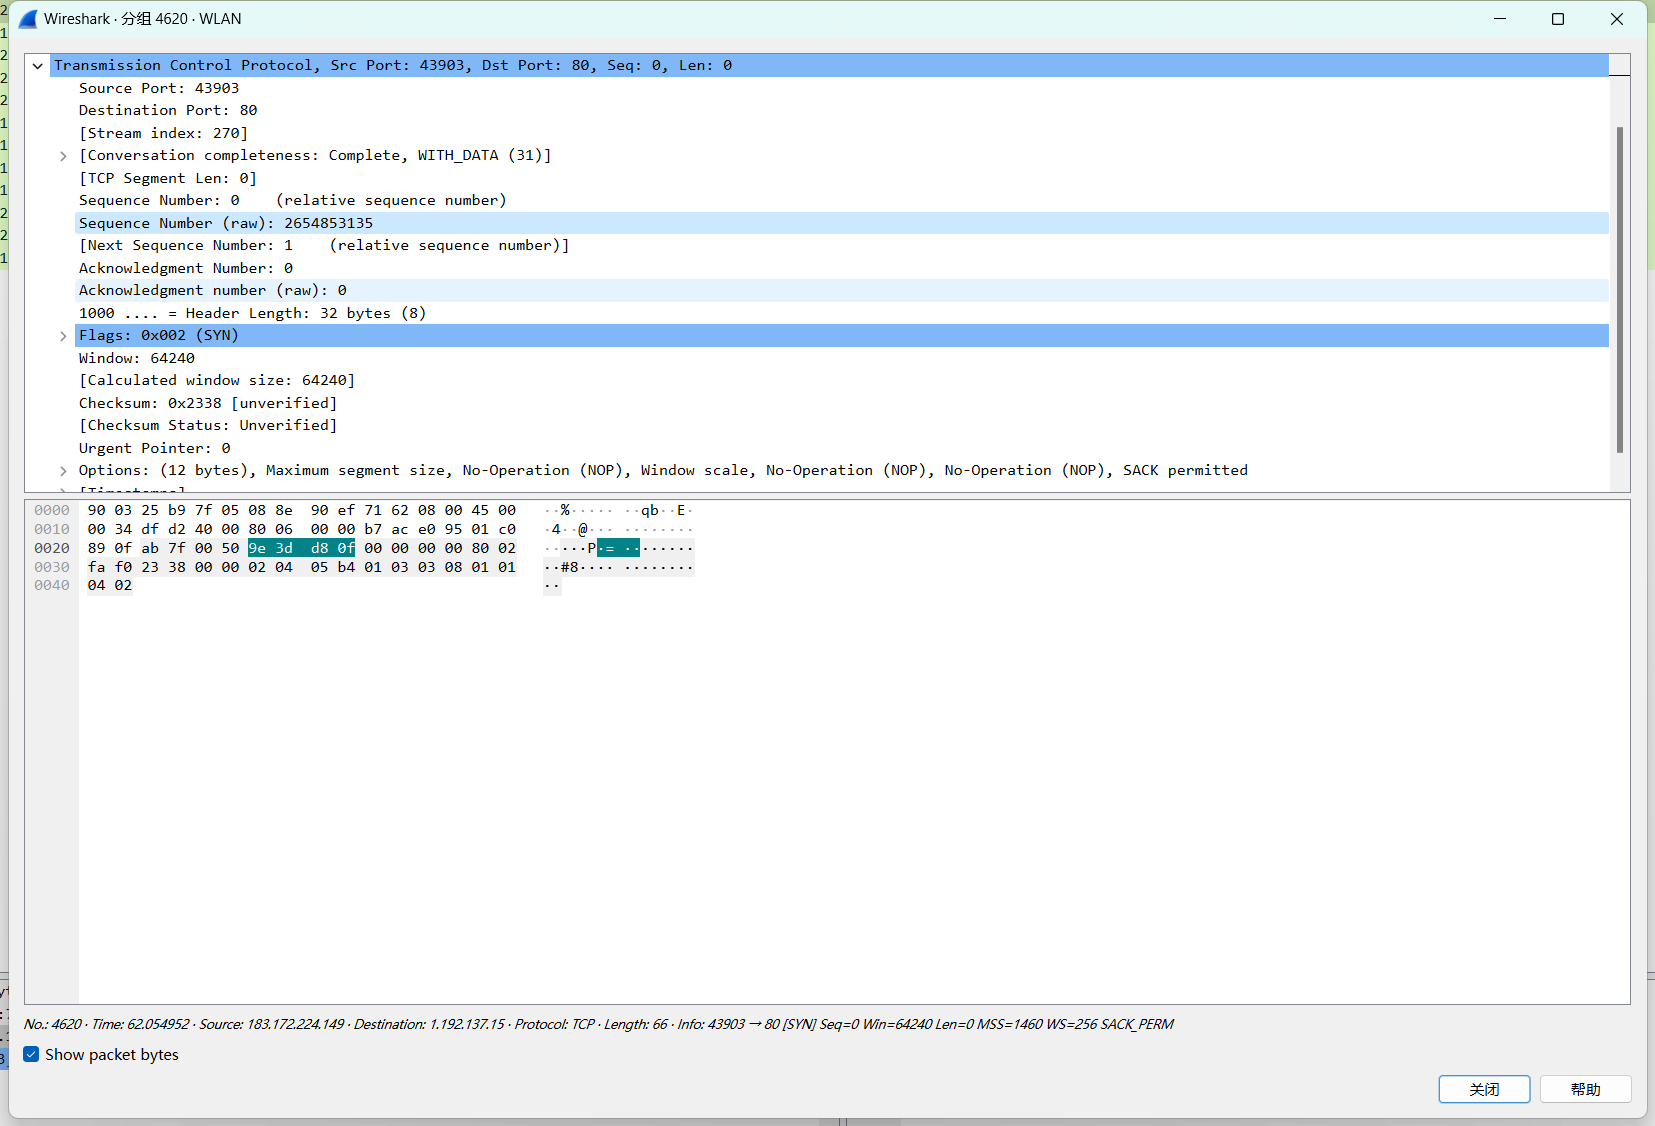 Wireshark · 分组 4620 · WLAN
Transmission Control Protocol, Src Port: 43903, Dst Port: 80, Seq: 0, Len: 0
Source Port: 43903
Destination Port: 80
[Stream index: 270]
[Conversation completeness: Complete, WITH_DATA (31)]
[TCP Segment Len: 0]
Sequence Number: 0    (relative sequence number)
Sequence Number (raw): 2654853135
[Next Sequence Number: 1    (relative sequence number)]
Acknowledgment Number: 0
Acknowledgment number (raw): 0
1000 .... = Header Length: 32 bytes (8)
Flags: 0x002 (SYN)
Window: 64240
[Calculated window size: 64240]
Checksum: 0x2338 [unverified]
[Checksum Status: Unverified]
Urgent Pointer: 0
Options: (12 bytes), Maximum segment size, No-Operation (NOP), Window scale, No-Operation (NOP), No-Operation (NOP), SACK permitted
[Timestamps]
0000 90 03 25 b9 7f 05 08 8e 90 ef 71 62 08 00 45 00 ··%····· ··qb··E·
0010 00 34 df d2 40 00 80 06 00 00 b7 ac e0 95 01 c0 ·4··@··· ········
0020 89 0f ab 7f 00 50 9e 3d d8 0f 00 00 00 00 80 02 ·····P·= ········
0030 fa f0 23 38 00 00 02 04 05 b4 01 03 03 08 01 01 ··#8···· ········
0040 04 02 ··
No.: 4620 · Time: 62.054952 · Source: 183.172.224.149 · Destination: 1.192.137.15 · Protocol: TCP · Length: 66 · Info: 43903 → 80 [SYN] Seq=0 Win=64240 Len=0 MSS=1460 WS=256 SACK_PERM
Show packet bytes
关闭 帮助